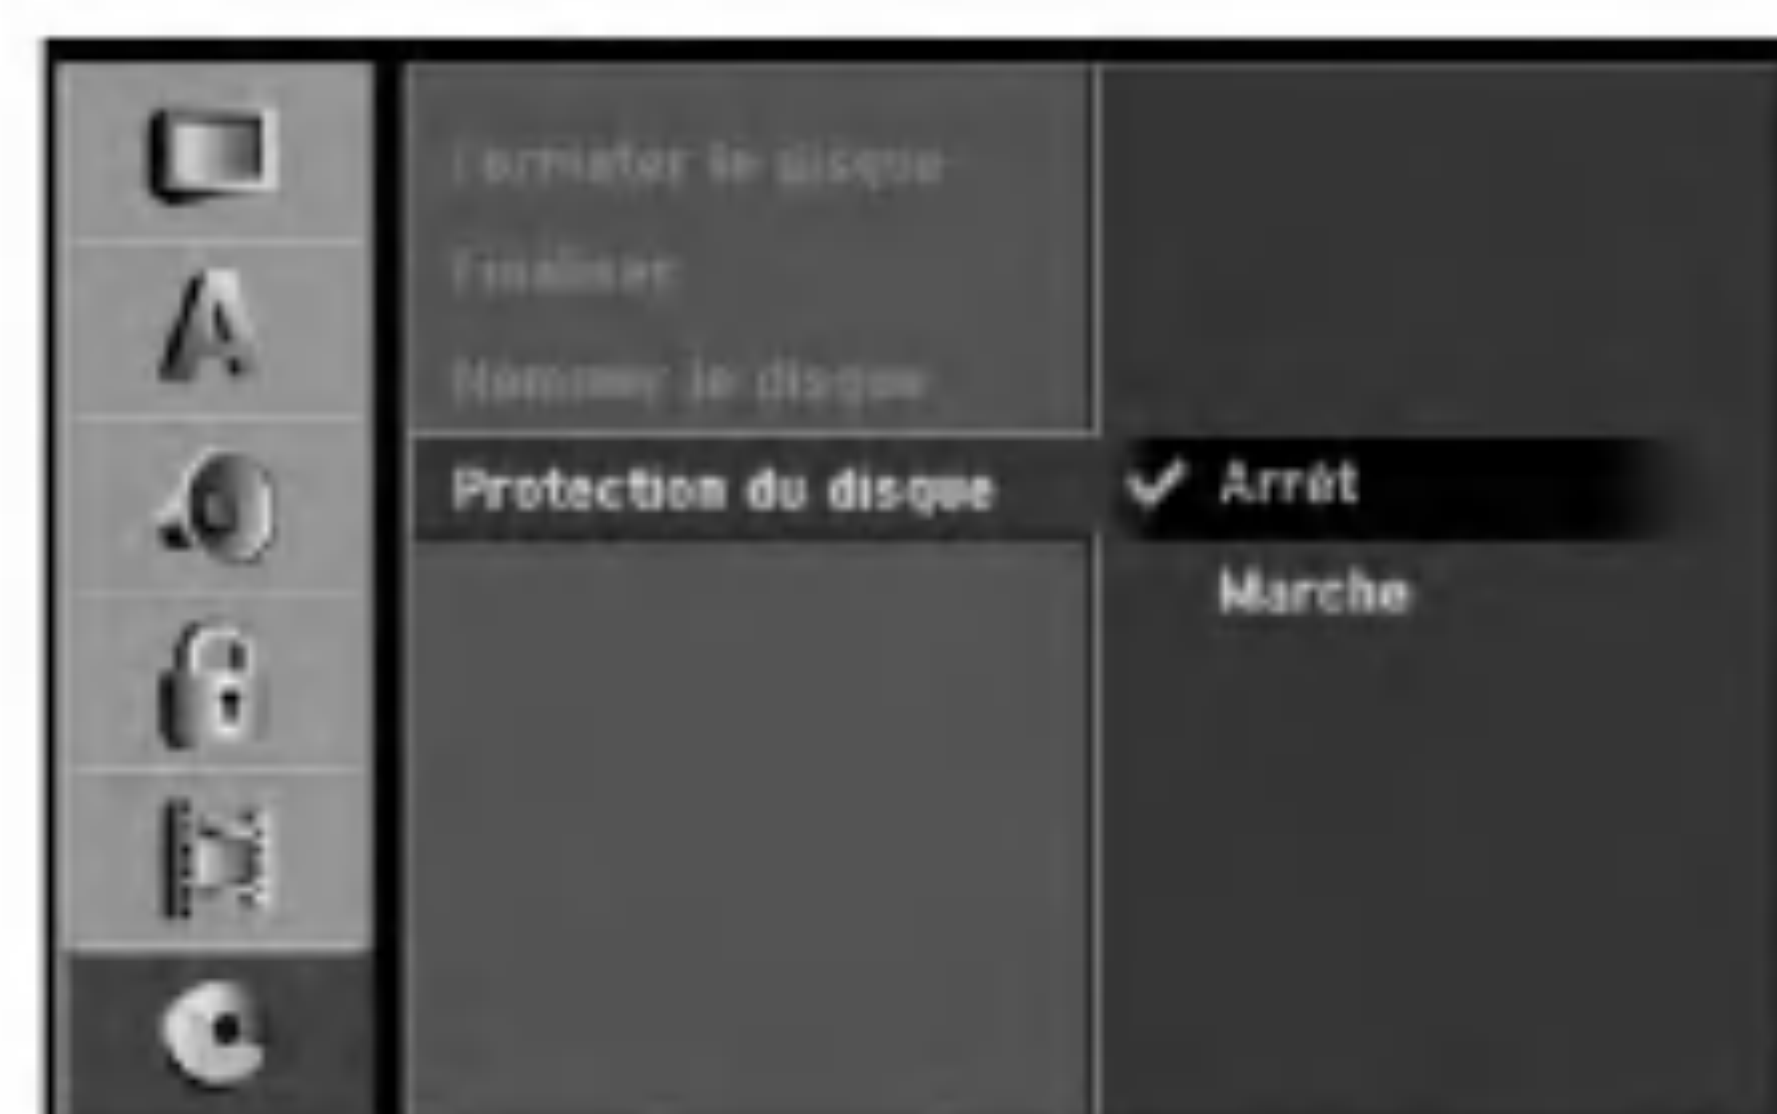 Formater le disque
Finaliser
Nommer le disque
Protection du disque
Arrêt
Marche